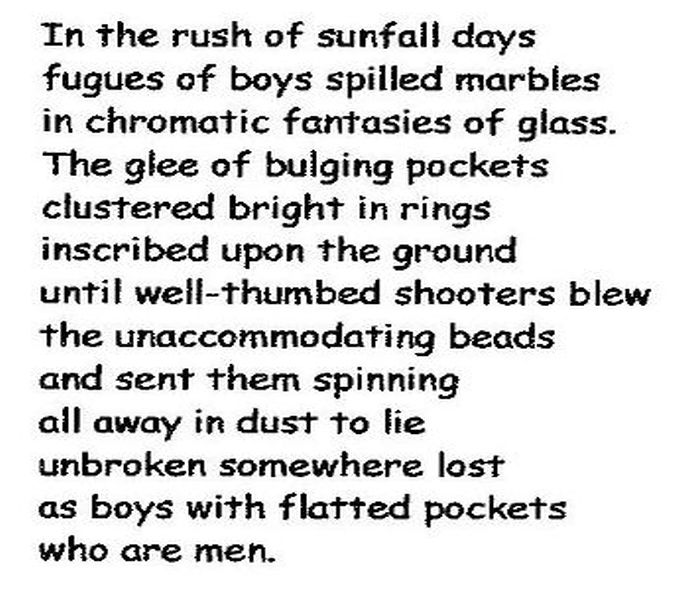 In the rush of sunfall days
fugues of boys spilled marbles
in chromatic fantasies of glass.
The glee of bulging pockets
clustered bright in rings
inscribed upon the ground
until well-thumbed shooters blew
the unaccommodating beads
and sent them spinning
all away in dust to lie
unbroken somewhere lost
as boys with flatted pockets
who are men.